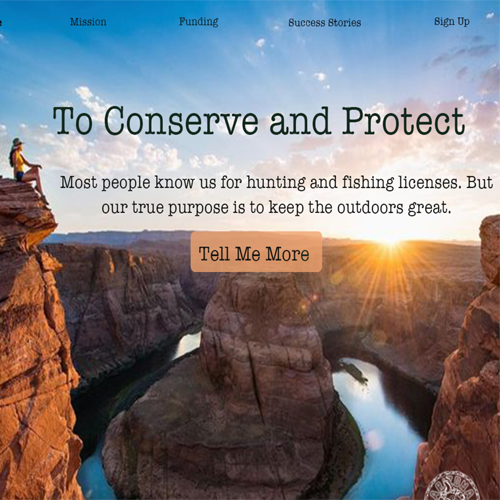 Mission Funding Success Stories Sign Up
To Conserve and Protect
Most people know us for hunting and fishing licenses. But
our true purpose is to keep the outdoors great.
Tell Me More